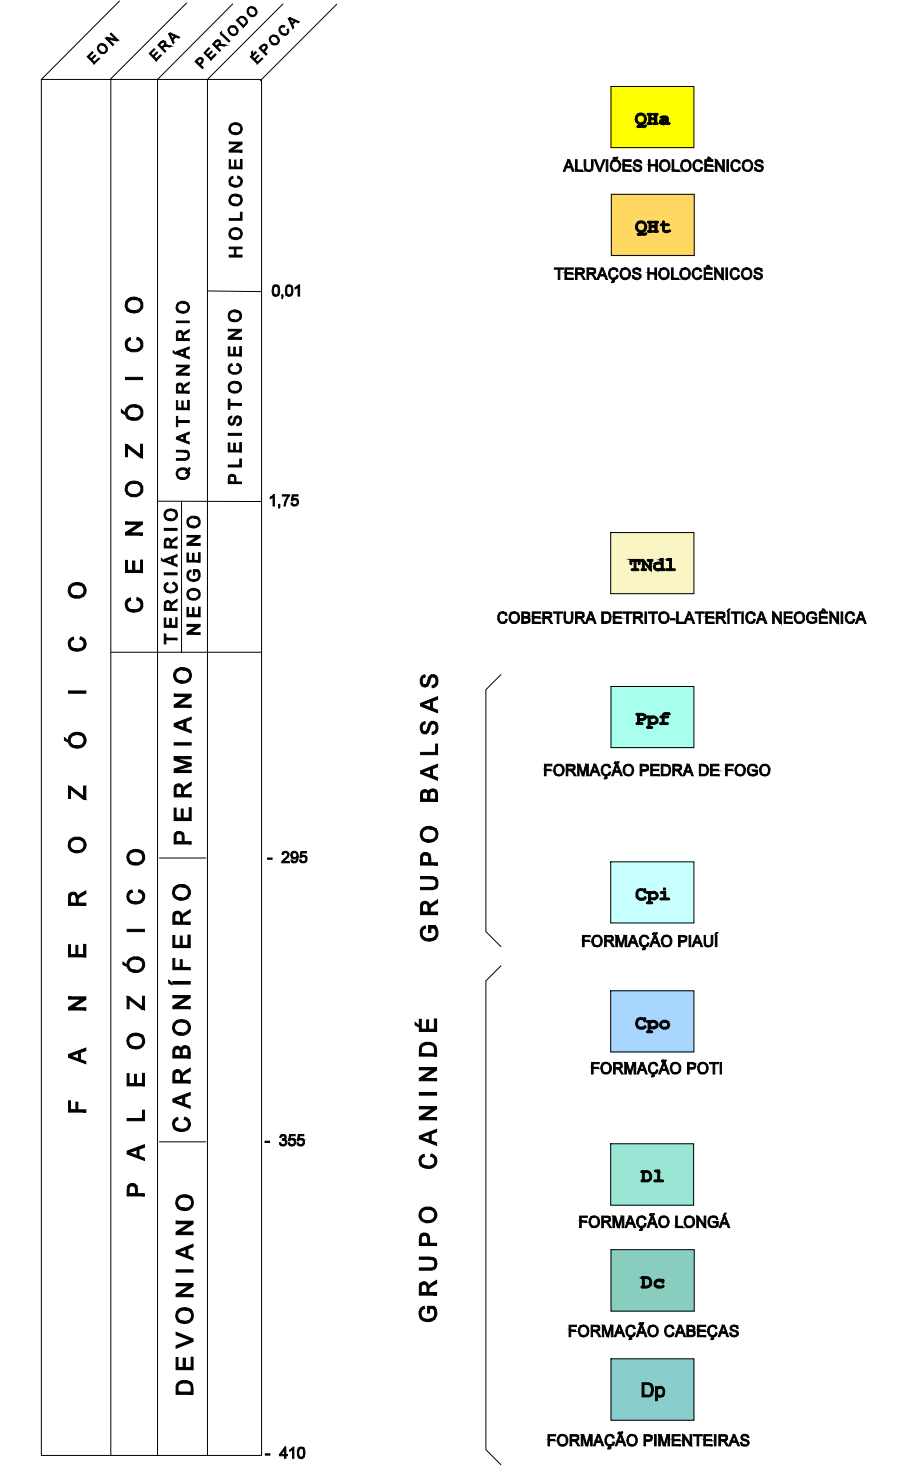 EON
ERA
PERÍODO
ÉPOCA
FANEROZÓICO
CENOZÓICO
PALEOZÓICO
QUATERNÁRIO
TERCIÁRIO
NEOGENO
PERMIANO
CARBONÍFERO
DEVONIANO
HOLOCENO
PLEISTOCENO
0,01
1,75
- 295
- 355
- 410
GRUPO BALSAS
GRUPO CANINDÉ
QHa
ALUVIÕES HOLOCÊNICOS
QHt
TERRAÇOS HOLOCÊNICOS
TNdl
COBERTURA DETRITO-LATERÍTICA NEOGÊNICA
Ppf
FORMAÇÃO PEDRA DE FOGO
Cpi
FORMAÇÃO PIAUÍ
Cpo
FORMAÇÃO POTI
Dl
FORMAÇÃO LONGÁ
Dc
FORMAÇÃO CABEÇAS
Dp
FORMAÇÃO PIMENTEIRAS